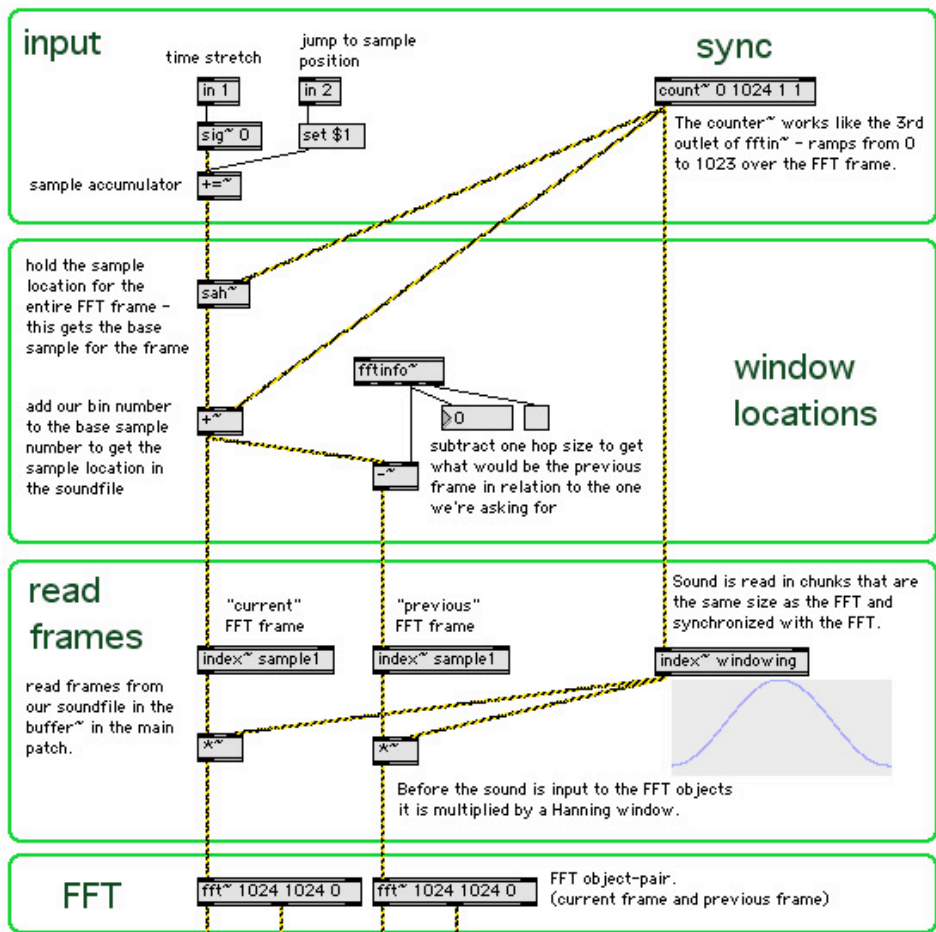 input
time stretch
jump to sample
position
sync
in 1
in 2
count~ 0 1024 1 1
sig~ 0
set $1
The counter~ works like the 3rd
outlet of fftin~ - ramps from 0
to 1023 over the FFT frame.
sample accumulator
+=~
hold the sample
location for the
entire FFT frame -
this gets the base
sample for the frame
sah~
fftinfo~
window
locations
add our bin number
to the base sample
number to get the
sample location in
the soundfile
+~
0
-~
subtract one hop size to get
what would be the previous
frame in relation to the one
we're asking for
read
frames
"current"
FFT frame
"previous"
FFT frame
Sound is read in chunks that are
the same size as the FFT and
synchronized with the FFT.
index~ sample1
index~ sample1
index~ windowing
read frames from
our soundfile in the
buffer~ in the main
patch.
*~
*~
Before the sound is input to the FFT objects
it is multiplied by a Hanning window.
FFT
fft~ 1024 1024 0
fft~ 1024 1024 0
FFT object-pair.
(current frame and previous frame)